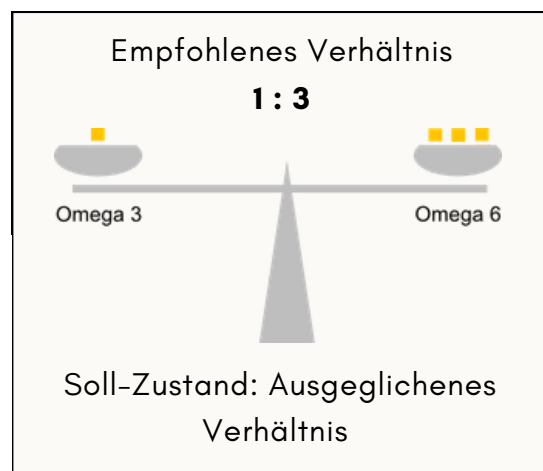 Empfohlenes Verhältnis
1 : 3
Omega 3
Omega 6
Soll-Zustand: Ausgeglichenes
Verhältnis